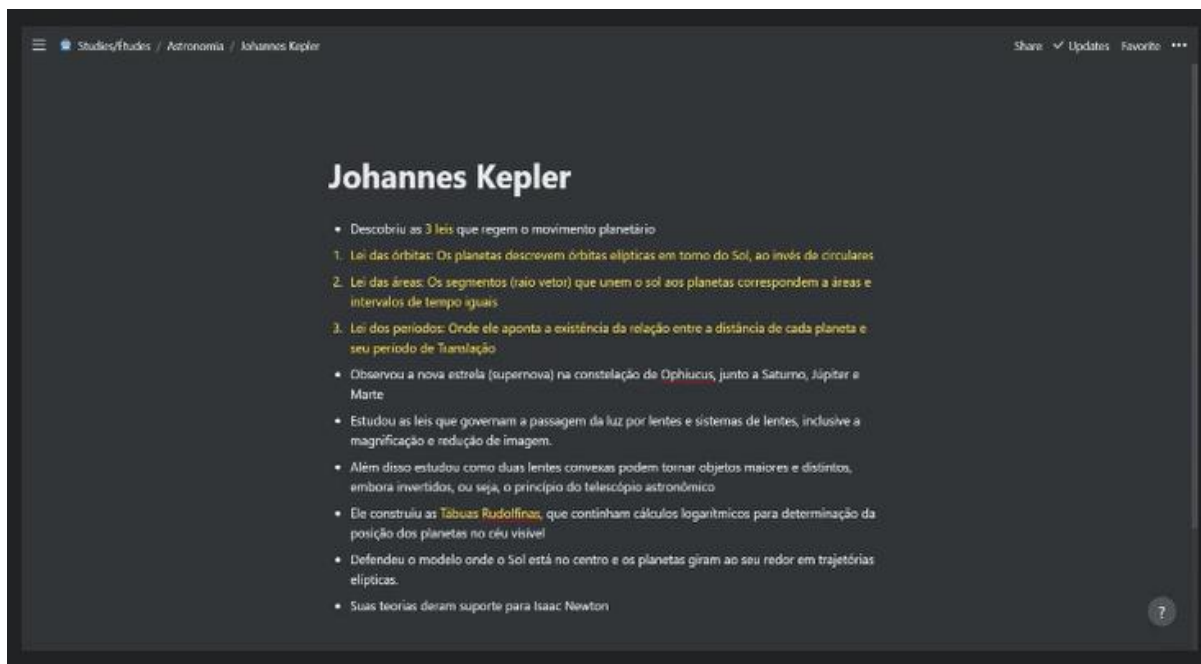 Studies/Études / Astronomia / Johannes Kepler
Share ✓ Updates Favorite •••
Johannes Kepler
• Descobriu as 3 leis que regem o movimento planetário
1. Lei das órbitas: Os planetas descrevem órbitas elípticas em torno do Sol, ao invés de circulares
2. Lei das áreas: Os segmentos (raio vetor) que unem o sol aos planetas correspondem a áreas e
intervalos de tempo iguais
3. Lei dos períodos: Onde ele aponta a existência da relação entre a distância de cada planeta e
seu período de Translação
• Observou a nova estrela (supernova) na constelação de Ophiucus, junto a Saturno, Júpiter e
Marte
• Estudou as leis que governam a passagem da luz por lentes e sistemas de lentes, inclusive a
magnificação e redução de imagem.
• Além disso estudou como duas lentes convexas podem tornar objetos maiores e distintos,
embora invertidos, ou seja, o princípio do telescópio astronômico
• Ele construiu as Tábuas Rudolfinas, que continham cálculos logarítmicos para determinação da
posição dos planetas no céu visível
• Defendeu o modelo onde o Sol está no centro e os planetas giram ao seu redor em trajetórias
elípticas.
• Suas teorias deram suporte para Isaac Newton
?